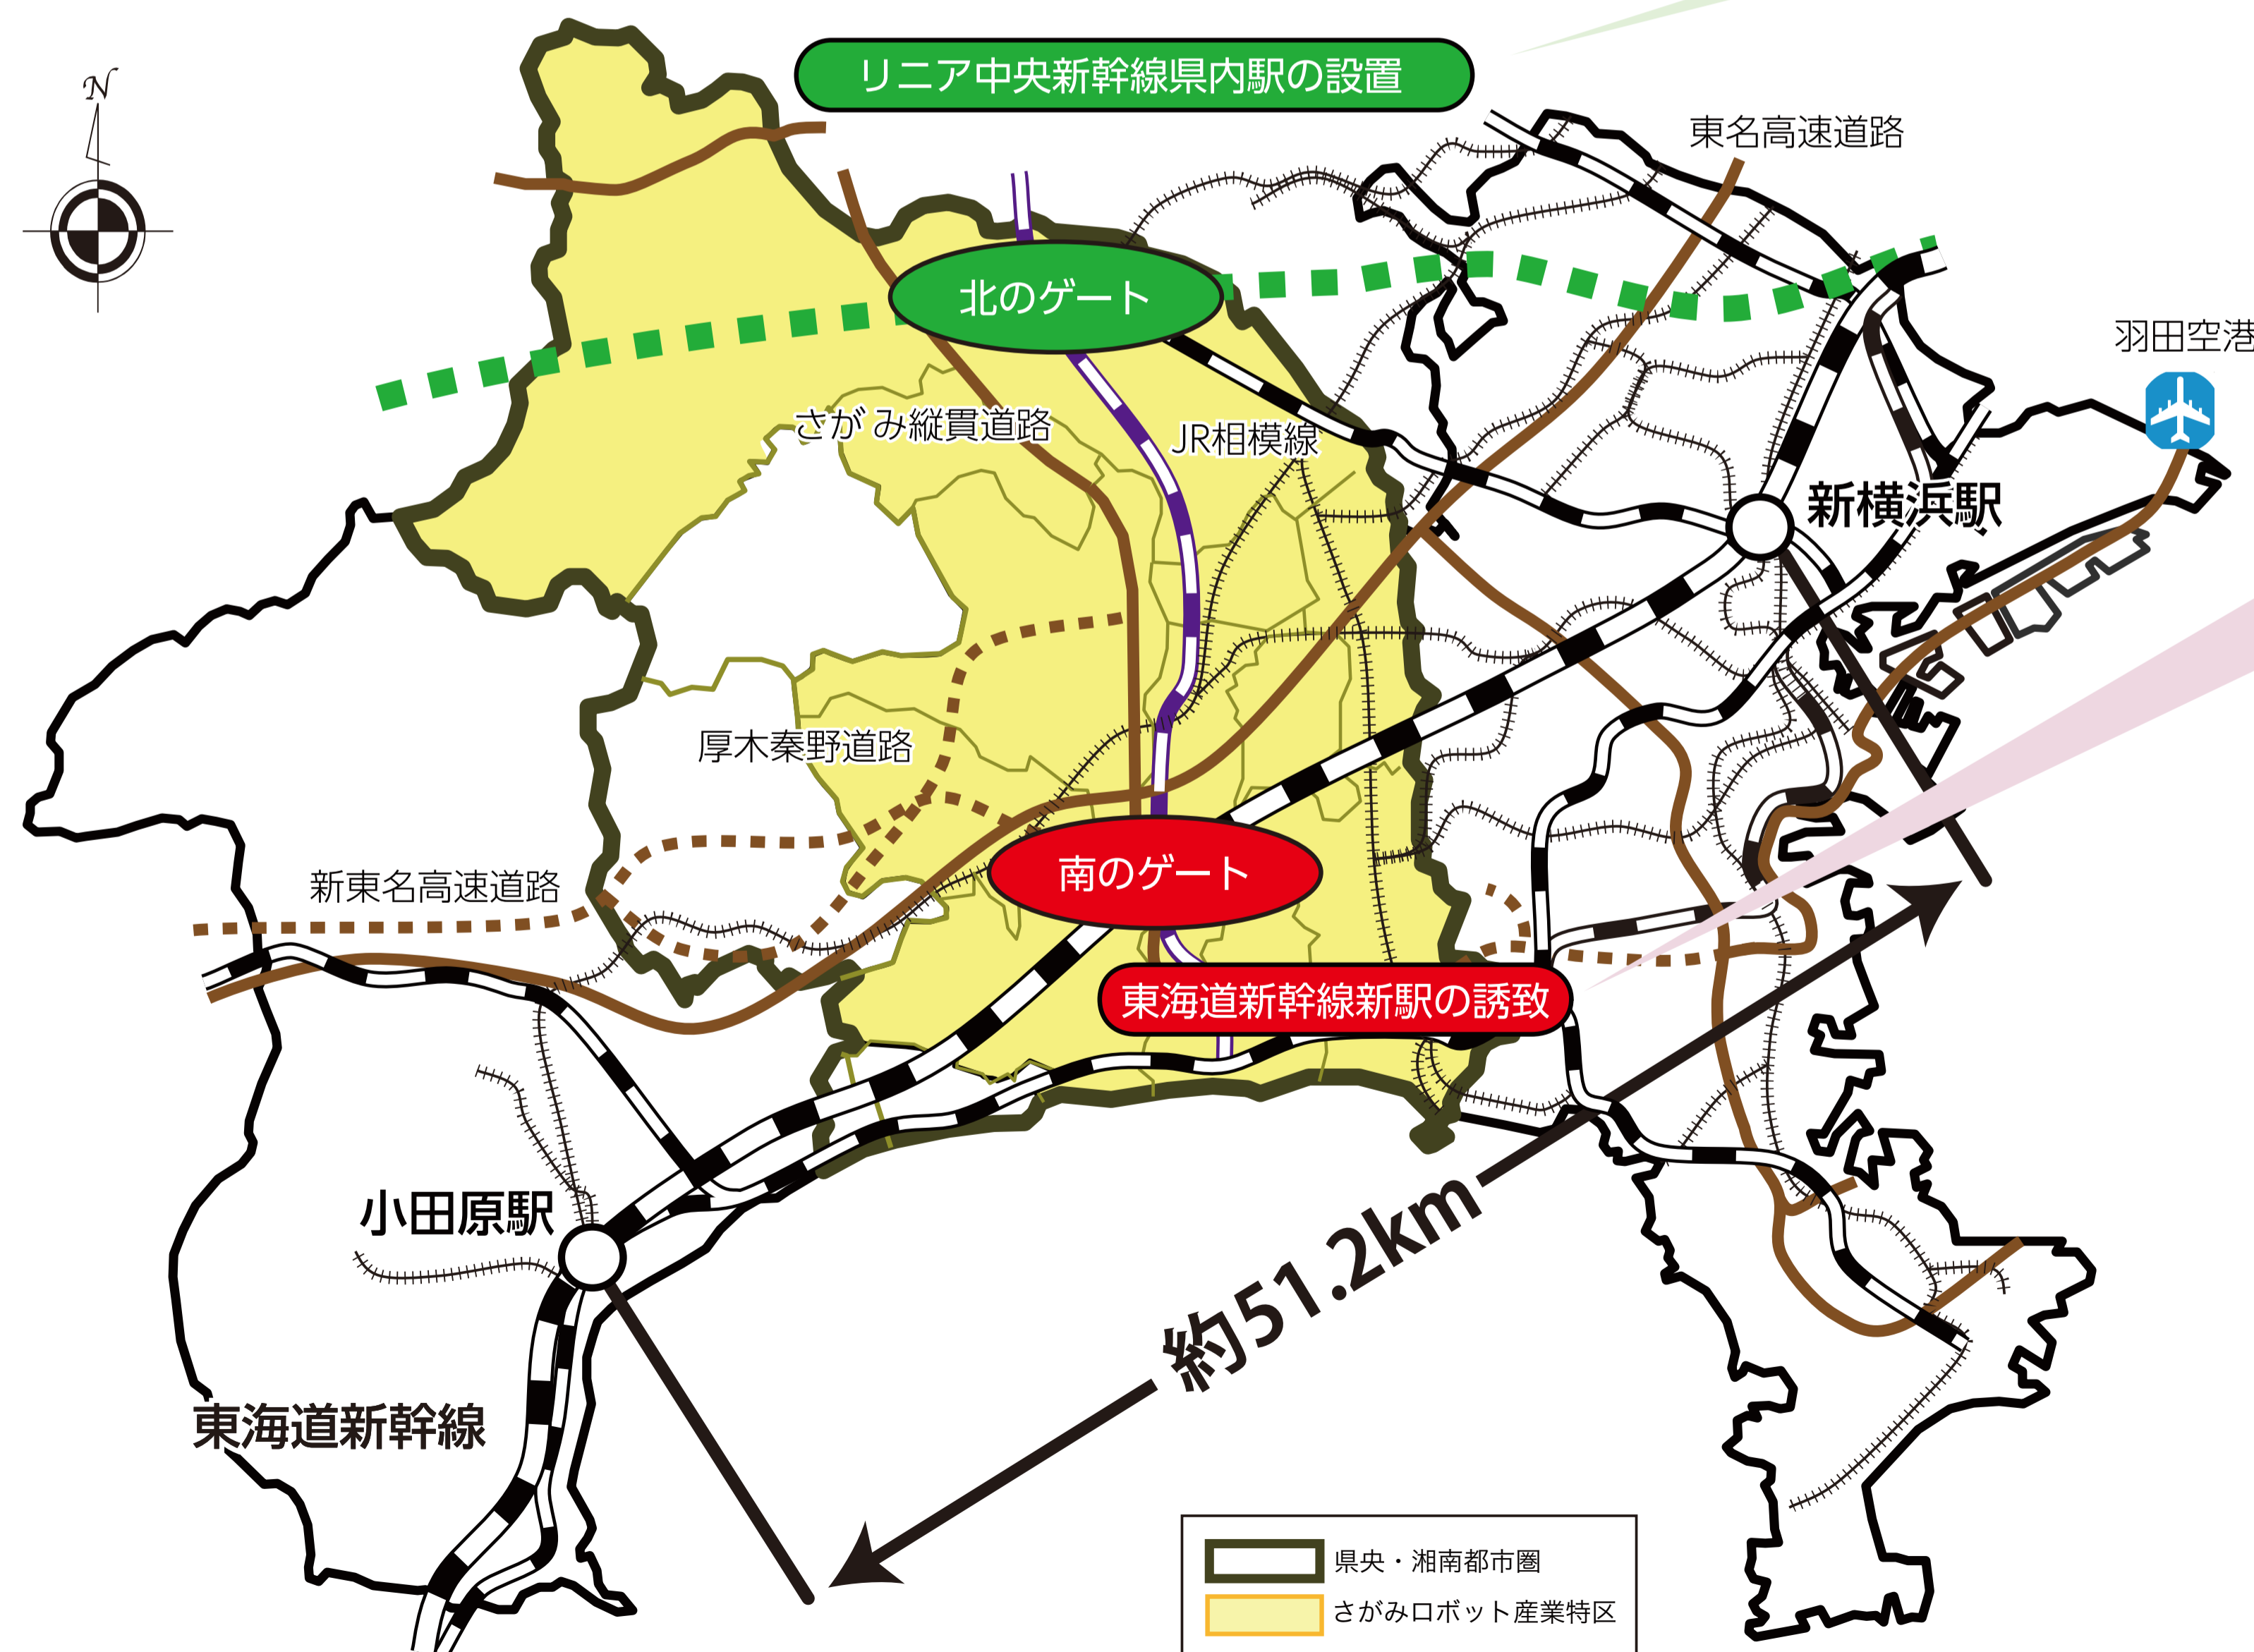 N
リニア中央新幹線県内駅の設置
東名高速道路
北のゲート
羽田空港
さがみ縦貫道路
JR相模線
新横浜駅
厚木秦野道路
南のゲート
新東名高速道路
東海道新幹線新駅の誘致
小田原駅
約51.2km
東海道新幹線
県央・湘南都市圏
さがみロボット産業特区